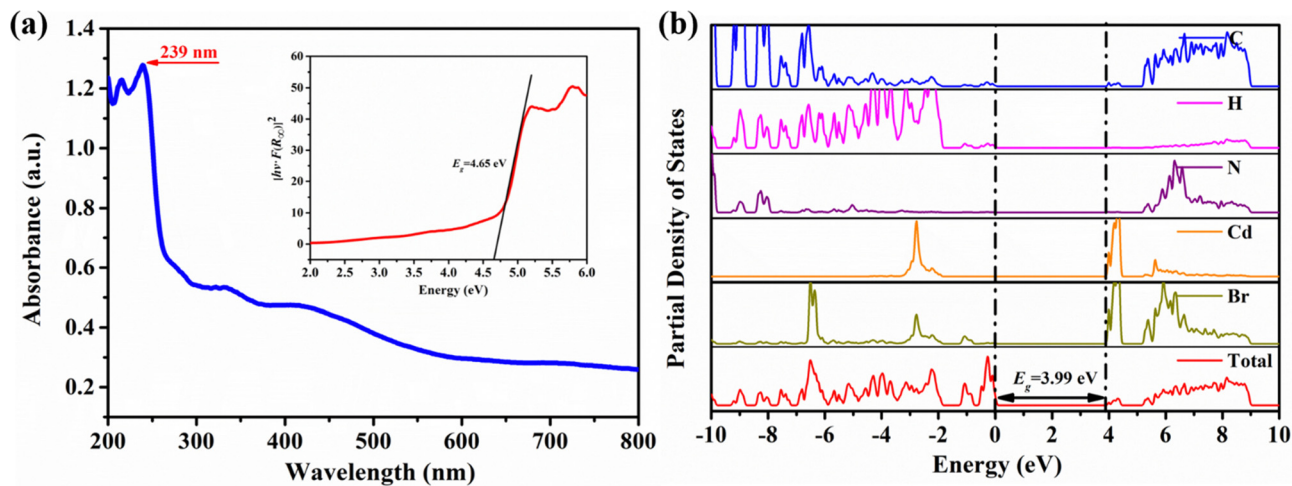 (a)
Absorbance (a.u.)
1.4
1.2
1.0
0.8
0.6
0.4
0.2
239 nm
200 300 400 500 600 700 800
Wavelength (nm)
|hν·F(R∞)|²
60
50
40
30
20
10
0
Eg=4.65 eV
2.0 2.5 3.0 3.5 4.0 4.5 5.0 5.5 6.0
Energy (eV)
(b)
Partial Density of States
C
H
N
Cd
Br
Total
Eg=3.99 eV
-10 -8 -6 -4 -2 0 2 4 6 8 10
Energy (eV)